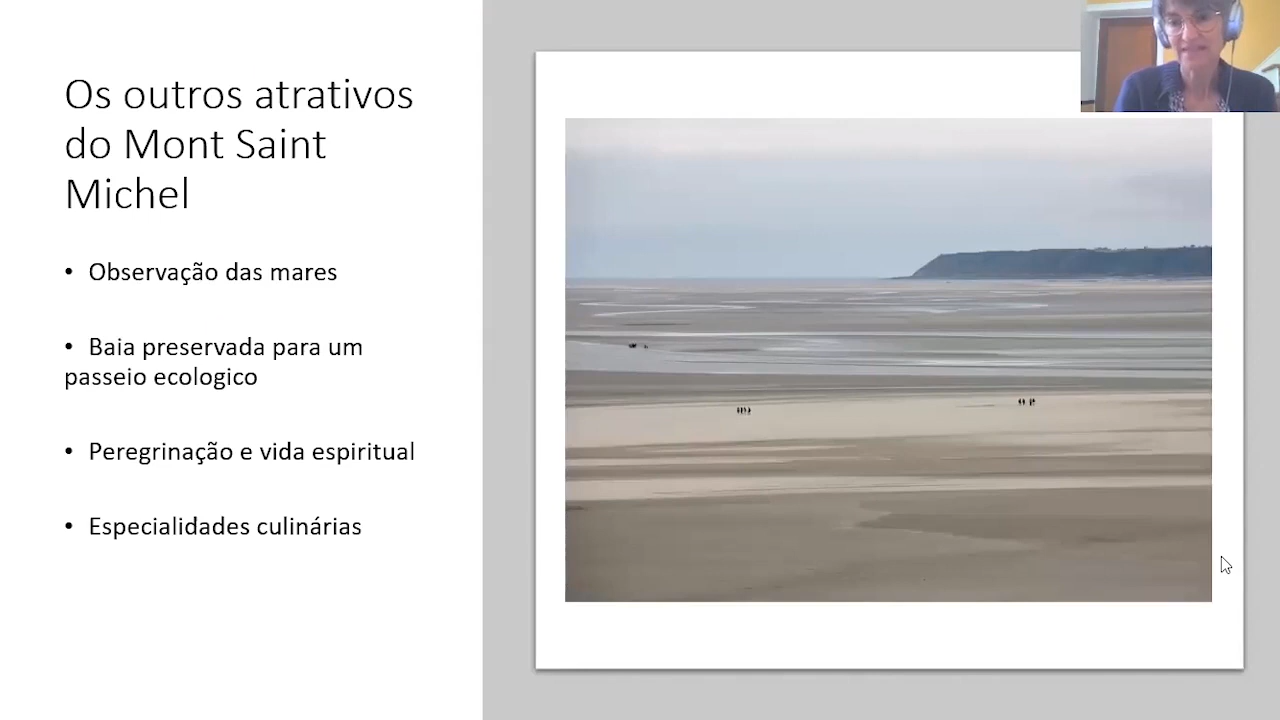 Os outros atrativos
do Mont Saint
Michel
• Observação das mares
• Baia preservada para um
passeio ecologico
• Peregrinação e vida espiritual
• Especialidades culinárias